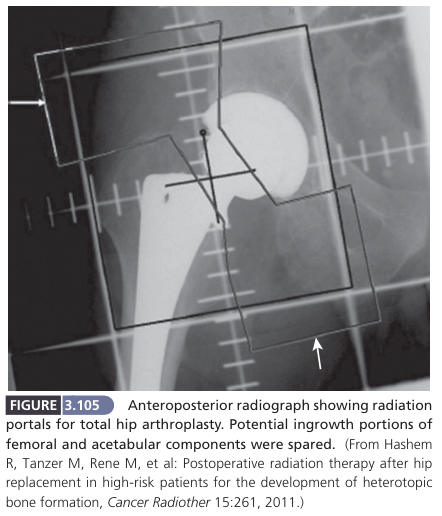 FIGURE 3.105 Anteroposterior radiograph showing radiation
portals for total hip arthroplasty. Potential ingrowth portions of
femoral and acetabular components were spared. (From Hashem
R, Tanzer M, Rene M, et al: Postoperative radiation therapy after hip
replacement in high-risk patients for the development of heterotopic
bone formation, Cancer Radiother 15:261, 2011.)